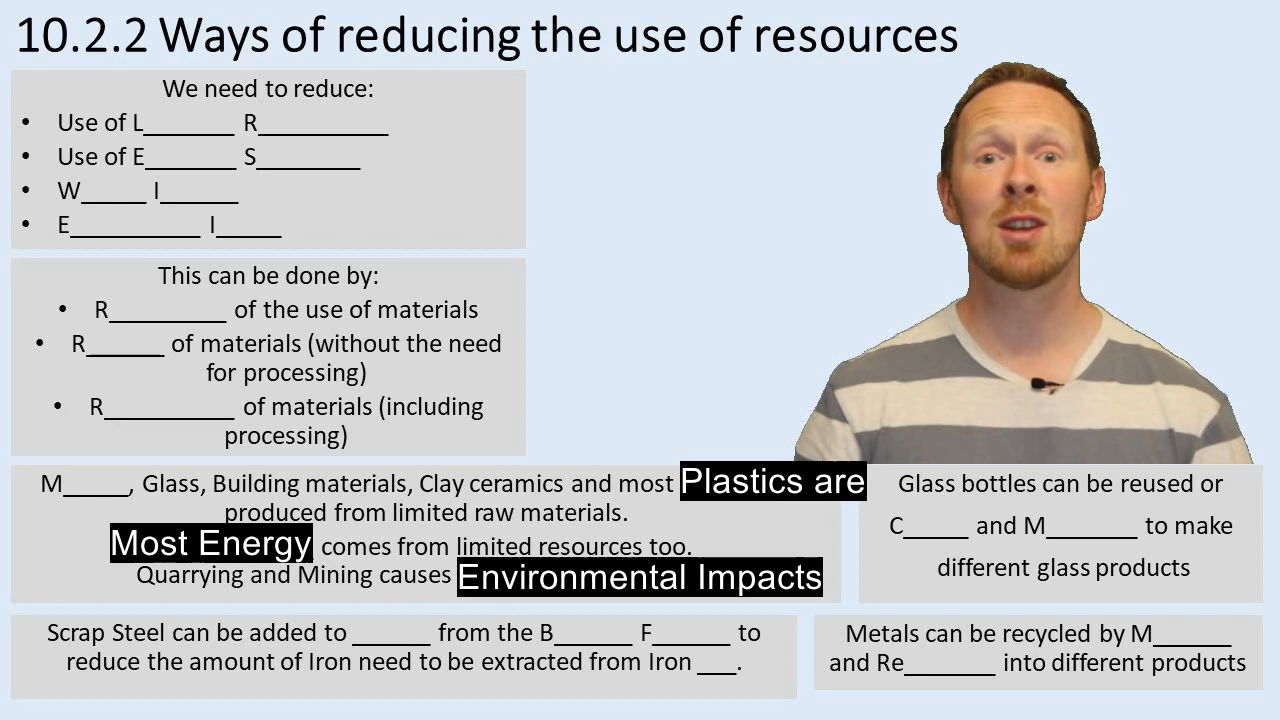 10.2.2 Ways of reducing the use of resources
We need to reduce:
• Use of L_______ R__________
• Use of E_______ S________
• W_____ I______
• E__________ I_____
This can be done by:
• R_________ of the use of materials
• R______ of materials (without the need
for processing)
• R__________ of materials (including
processing)
M_____, Glass, Building materials, Clay ceramics and most Plastics are
produced from limited raw materials.
Most Energy comes from limited resources too.
Quarrying and Mining causes Environmental Impacts
Glass bottles can be reused or
C_____ and M_______ to make
different glass products
Scrap Steel can be added to ______ from the B______ F______ to
reduce the amount of Iron need to be extracted from Iron ___.
Metals can be recycled by M______
and Re_______ into different products